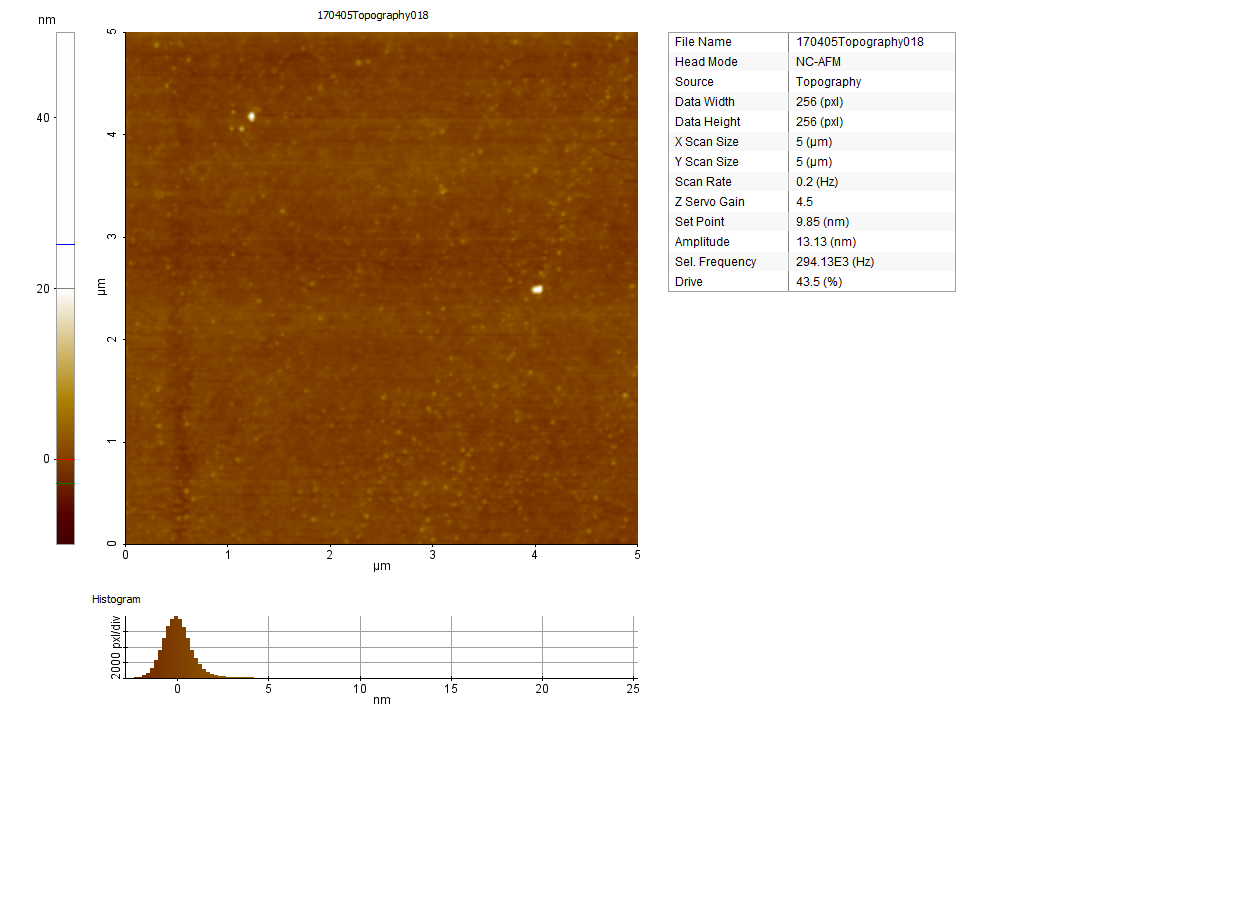 170405Topography018
nm
40
20
0
µm
5
4
3
2
1
0
0 1 2 3 4 5
µm
File Name 170405Topography018
Head Mode NC-AFM
Source Topography
Data Width 256 (pxl)
Data Height 256 (pxl)
X Scan Size 5 (µm)
Y Scan Size 5 (µm)
Scan Rate 0.2 (Hz)
Z Servo Gain 4.5
Set Point 9.85 (nm)
Amplitude 13.13 (nm)
Sel. Frequency 294.13E3 (Hz)
Drive 43.5 (%)
Histogram
2000 pxl/div
0 5 10 15 20 25
nm